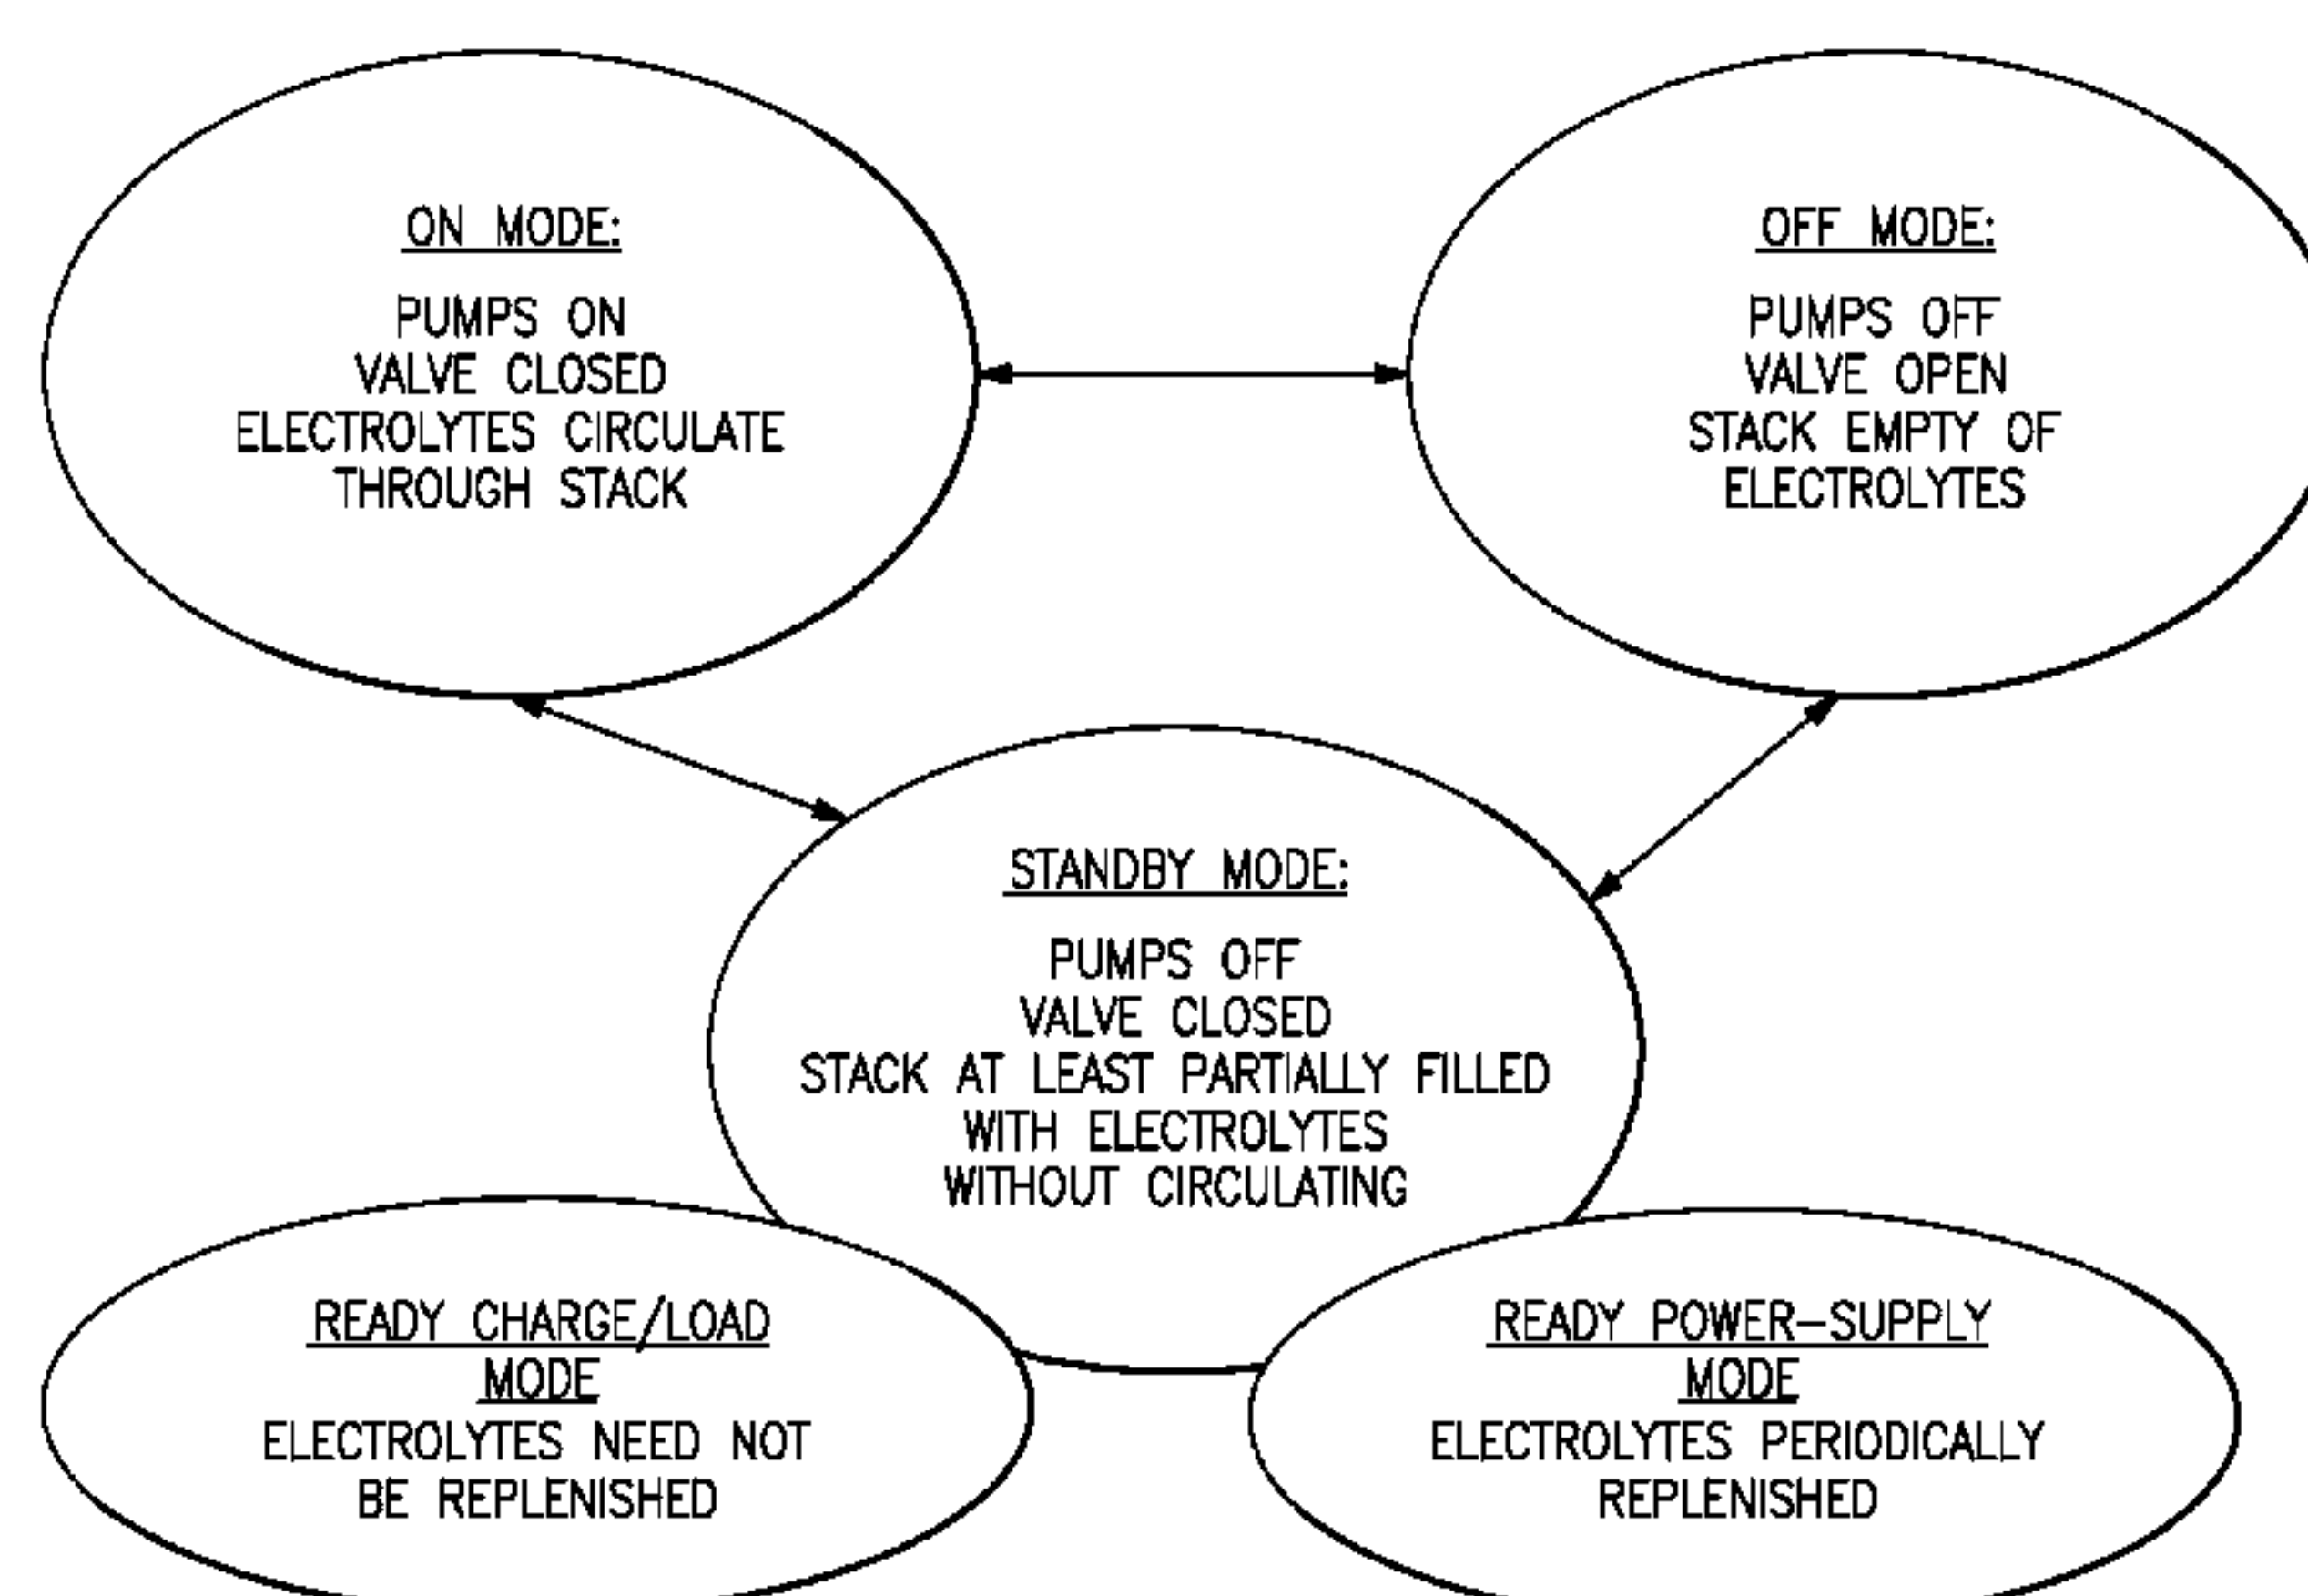 ON MODE:
PUMPS ON
VALVE CLOSED
ELECTROLYTES CIRCULATE
THROUGH STACK
OFF MODE:
PUMPS OFF
VALVE OPEN
STACK EMPTY OF
ELECTROLYTES
STANDBY MODE:
PUMPS OFF
VALVE CLOSED
STACK AT LEAST PARTIALLY FILLED
WITH ELECTROLYTES
WITHOUT CIRCULATING
READY CHARGE/LOAD
MODE
ELECTROLYTES NEED NOT
BE REPLENISHED
READY POWER-SUPPLY
MODE
ELECTROLYTES PERIODICALLY
REPLENISHED